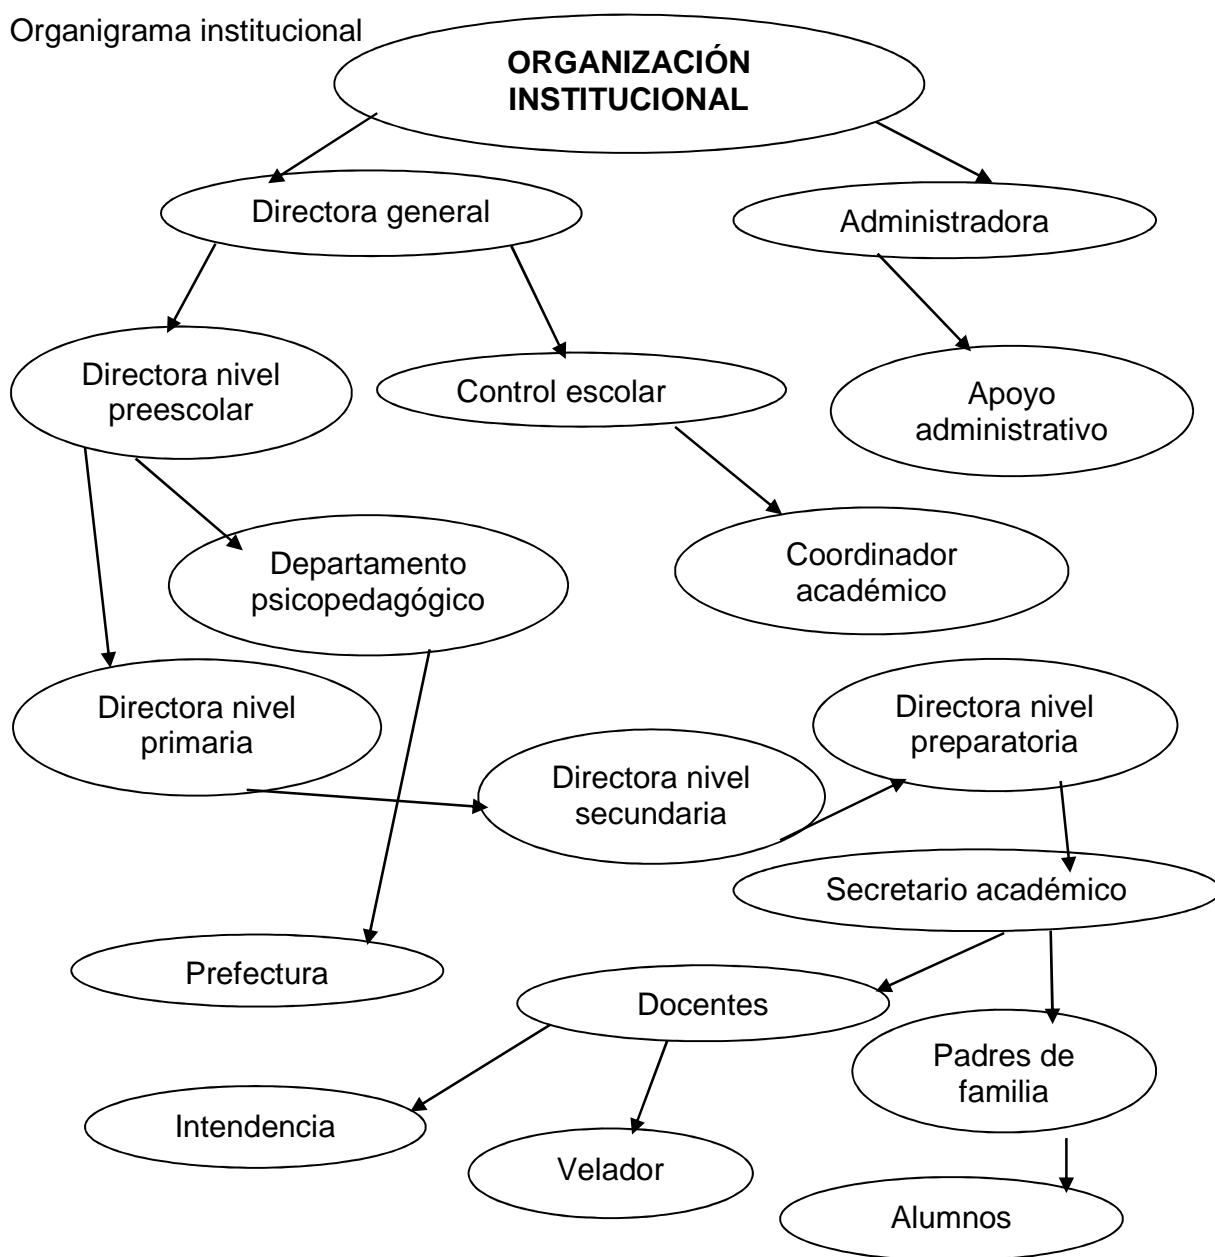 Organigrama institucional
ORGANIZACIÓN
INSTITUCIONAL
Directora general
Administradora
Directora nivel
preescolar
Control escolar
Apoyo
administrativo
Departamento
psicopedagógico
Coordinador
académico
Directora nivel
primaria
Directora nivel
secundaria
Directora nivel
preparatoria
Secretario académico
Prefectura
Docentes
Padres de
familia
Intendencia
Velador
Alumnos